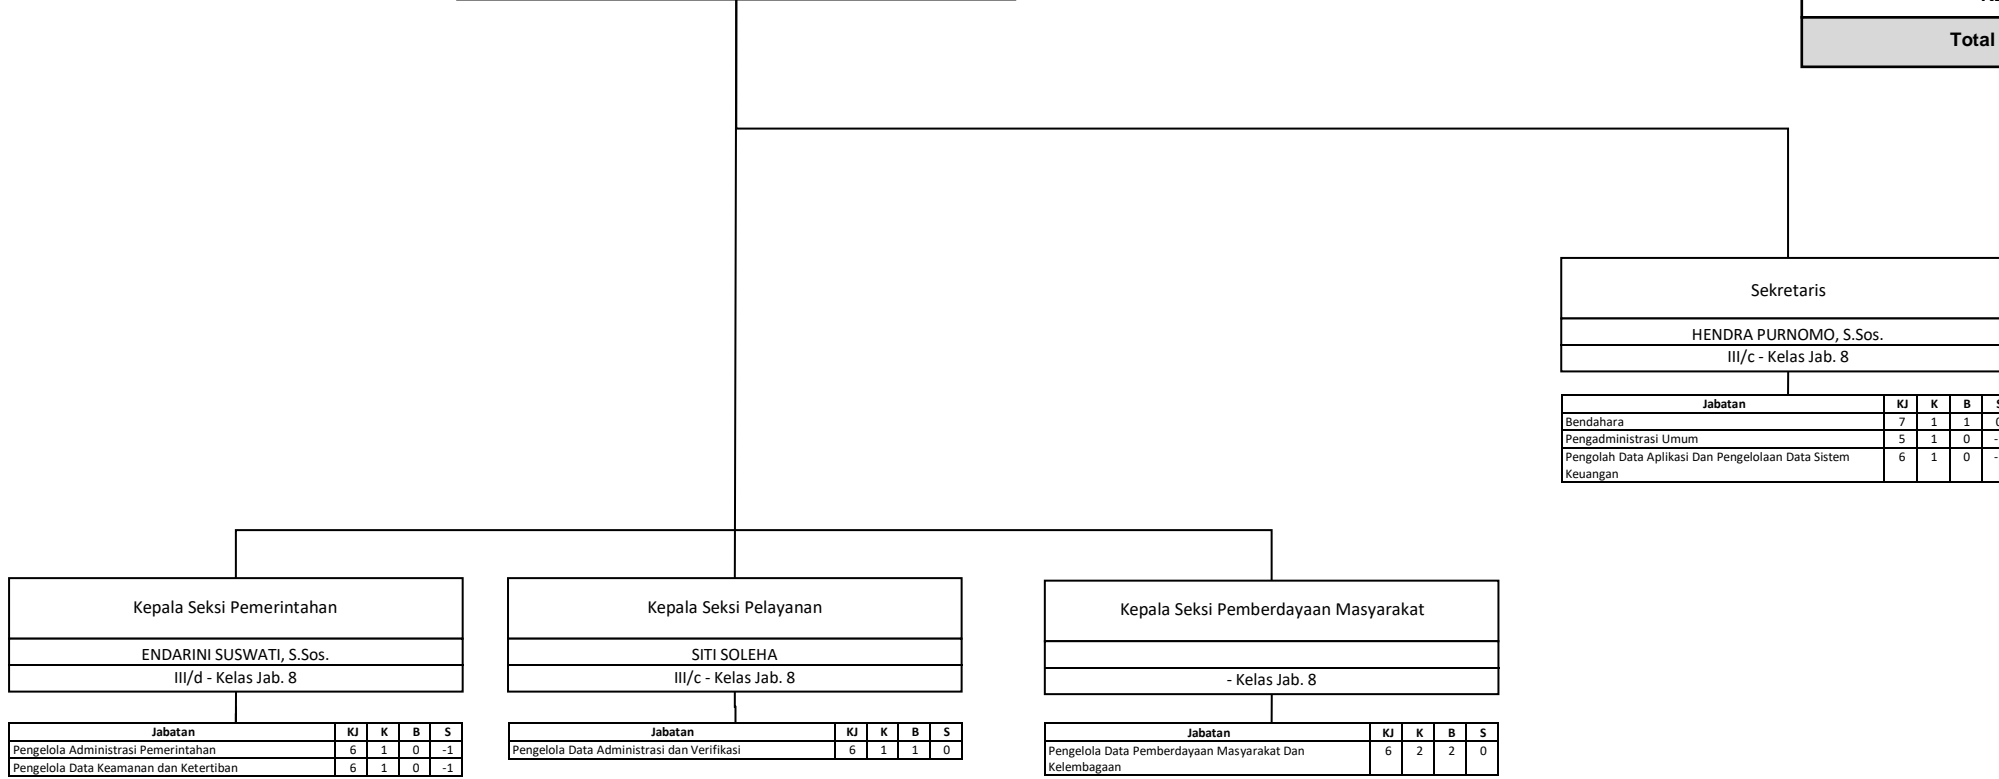 Total
Sekretaris
HENDRA PURNOMO, S.Sos.
III/c - Kelas Jab. 8
Jabatan KJ K B
Bendahara 7 1 1
Pengadministrasi Umum 5 1 0
Pengolah Data Aplikasi Dan Pengelolaan Data Sistem 6 1 0
Keuangan
Kepala Seksi Pemerintahan
ENDARINI SUSWATI, S.Sos.
III/d - Kelas Jab. 8
Jabatan KJ K B S
Pengelola Administrasi Pemerintahan 6 1 0 -1
Pengelola Data Keamanan dan Ketertiban 6 1 0 -1
Kepala Seksi Pelayanan
SITI SOLEHA
III/c - Kelas Jab. 8
Jabatan KJ K B S
Pengelola Data Administrasi dan Verifikasi 6 1 1 0
Kepala Seksi Pemberdayaan Masyarakat
- Kelas Jab. 8
Jabatan KJ K B S
Pengelola Data Pemberdayaan Masyarakat Dan 6 2 2 0
Kelembagaan